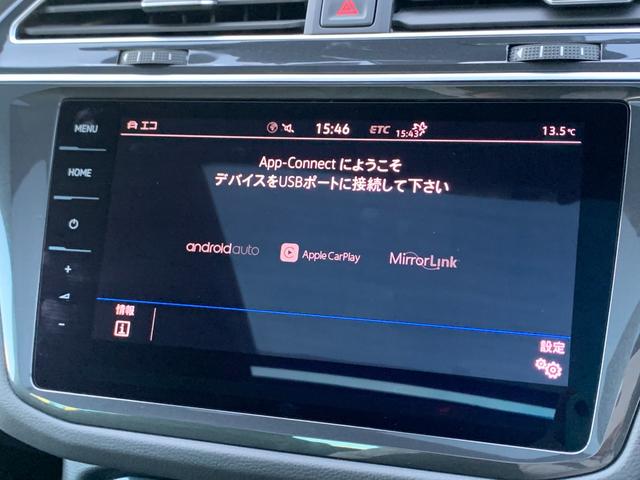 MENU
エコ
15:46
ETC
15:43
13.5℃
HOME
App-Connect にようこそ
デバイスをUSBポートに接続して下さい
androidauto
Apple CarPlay
MirrorLink
+
-
情報
i
設定